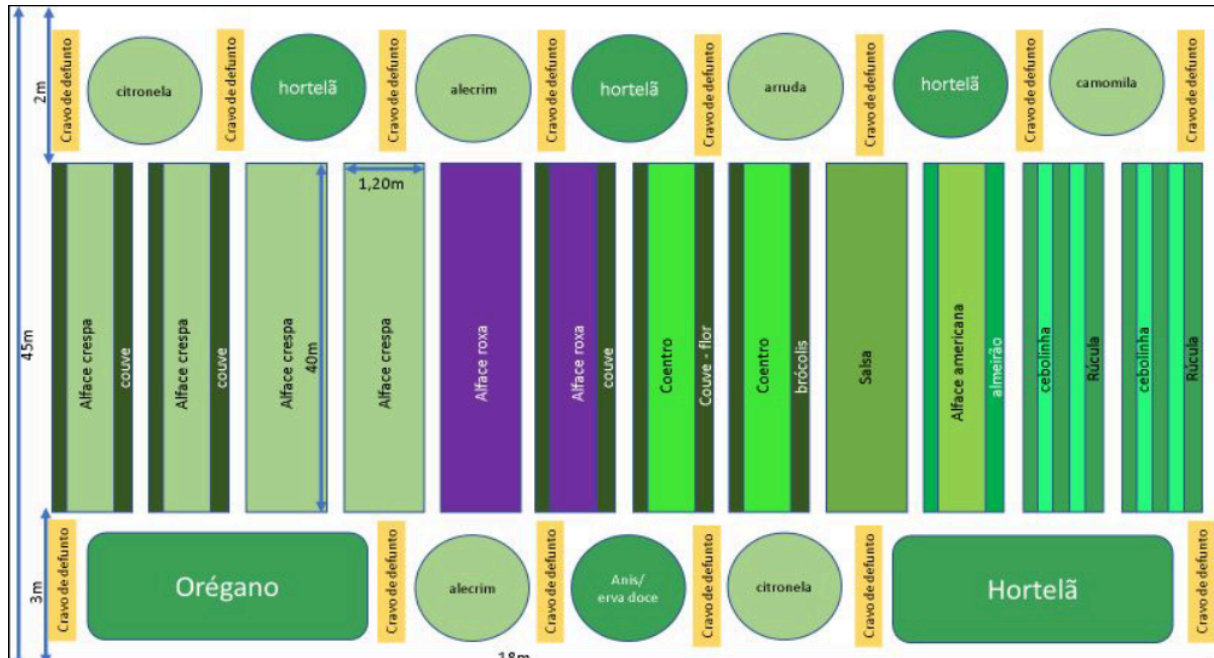 2m
Cravo de defunto
citronela
Cravo de defunto
hortelã
Cravo de defunto
alecrim
Cravo de defunto
hortelã
Cravo de defunto
arruda
Cravo de defunto
hortelã
Cravo de defunto
camomila
Cravo de defunto
45m
Alface crespa
couve
Alface crespa
couve
Alface crespa
40m
1,20m
Alface crespa
Alface roxa
Alface roxa
couve
Coentro
Couve - flor
Coentro
brócolis
Salsa
Alface americana
almeirão
cebolinha
Rúcula
cebolinha
Rúcula
3m
Cravo de defunto
Orégano
Cravo de defunto
alecrim
Cravo de defunto
Anis/
erva doce
Cravo de defunto
citronela
Cravo de defunto
Hortelã
Cravo de defunto
18m